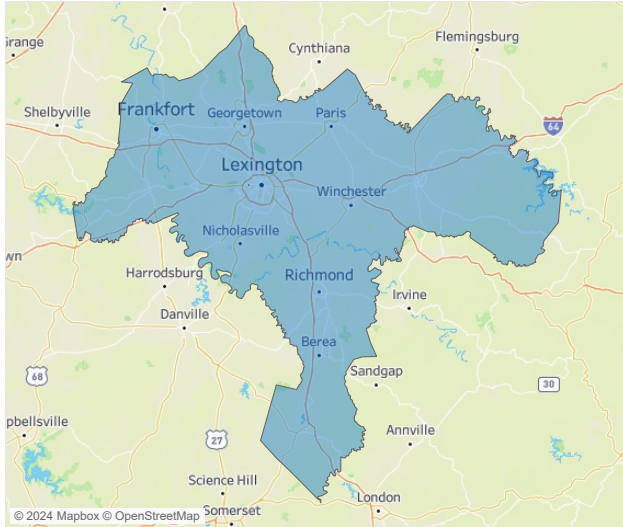 Flemingsburg
Grange
Cynthiana
Frankfort
Georgetown
Paris
Shelbyville
64
Lexington
Winchester
Nicholasville
wn
Harrodsburg
Richmond
Irvine
Danville
Berea
Sandgap
68
30
pbellsville
27
Annville
Science Hill
London
© 2024 Mapbox © OpenStreetMap
Somerset